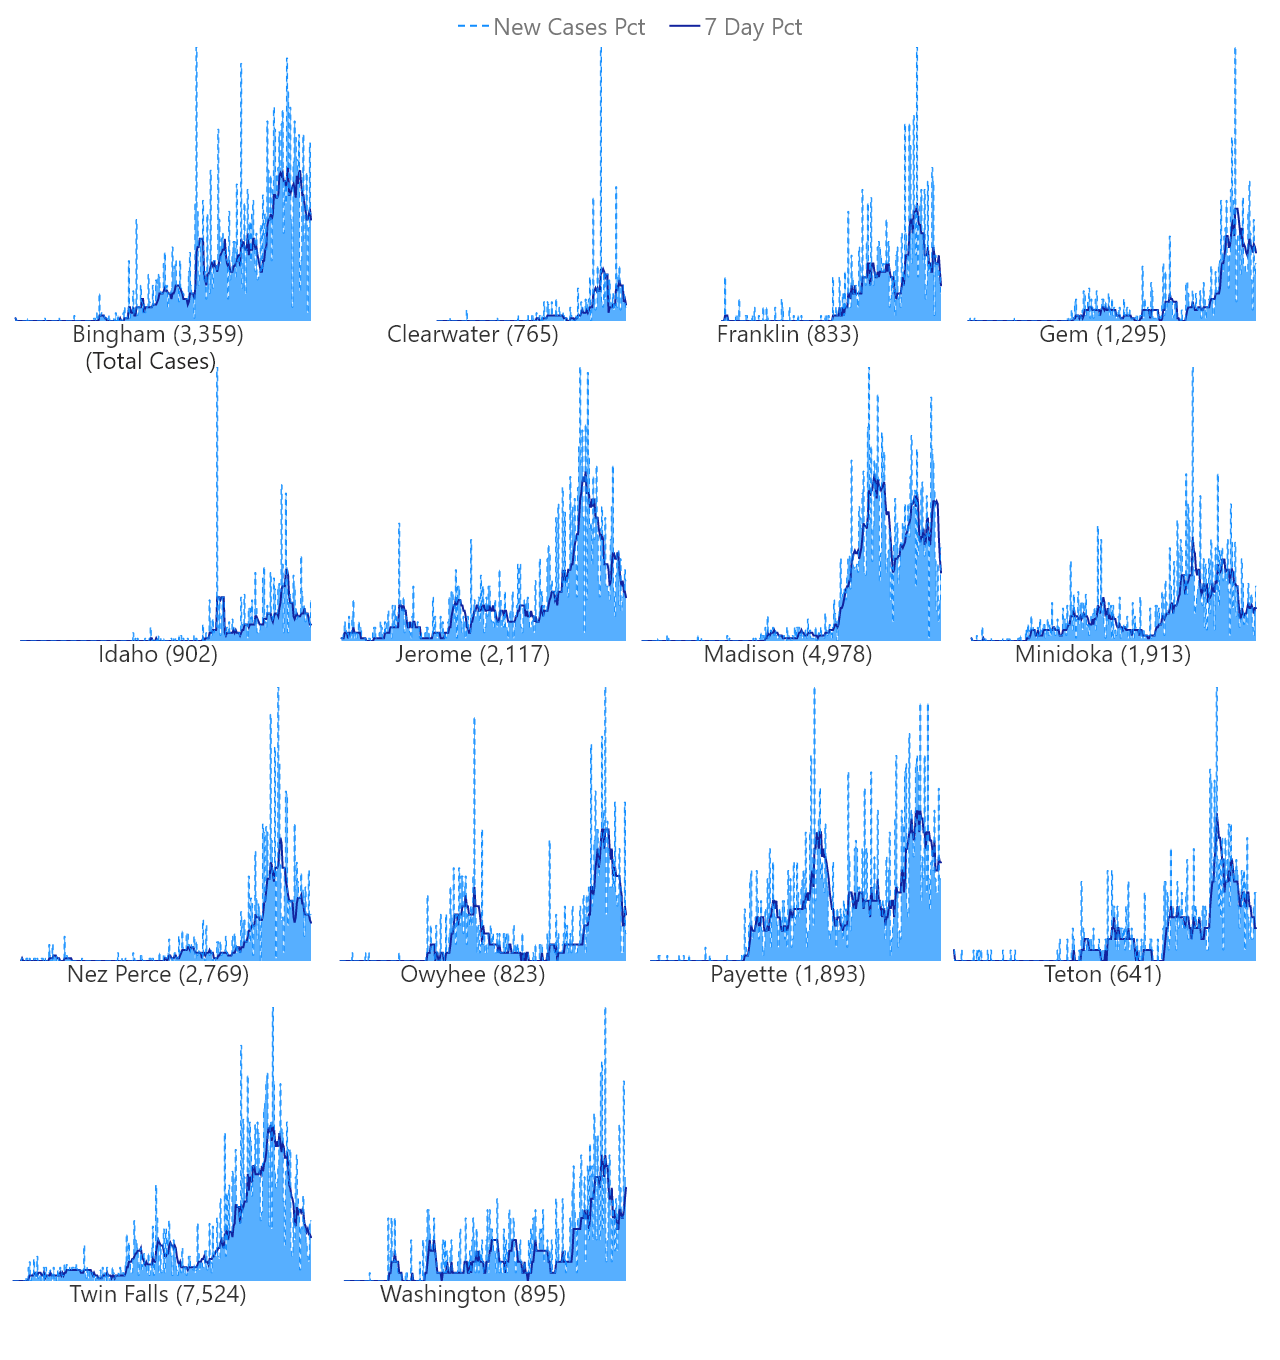 New Cases Pct 7 Day Pct
Bingham (3,359) Clearwater (765) Franklin (833) Gem (1,295)
(Total Cases)
Idaho (902) Jerome (2,117) Madison (4,978) Minidoka (1,913)
Nez Perce (2,769) Owyhee (823) Payette (1,893) Teton (641)
Twin Falls (7,524) Washington (895)